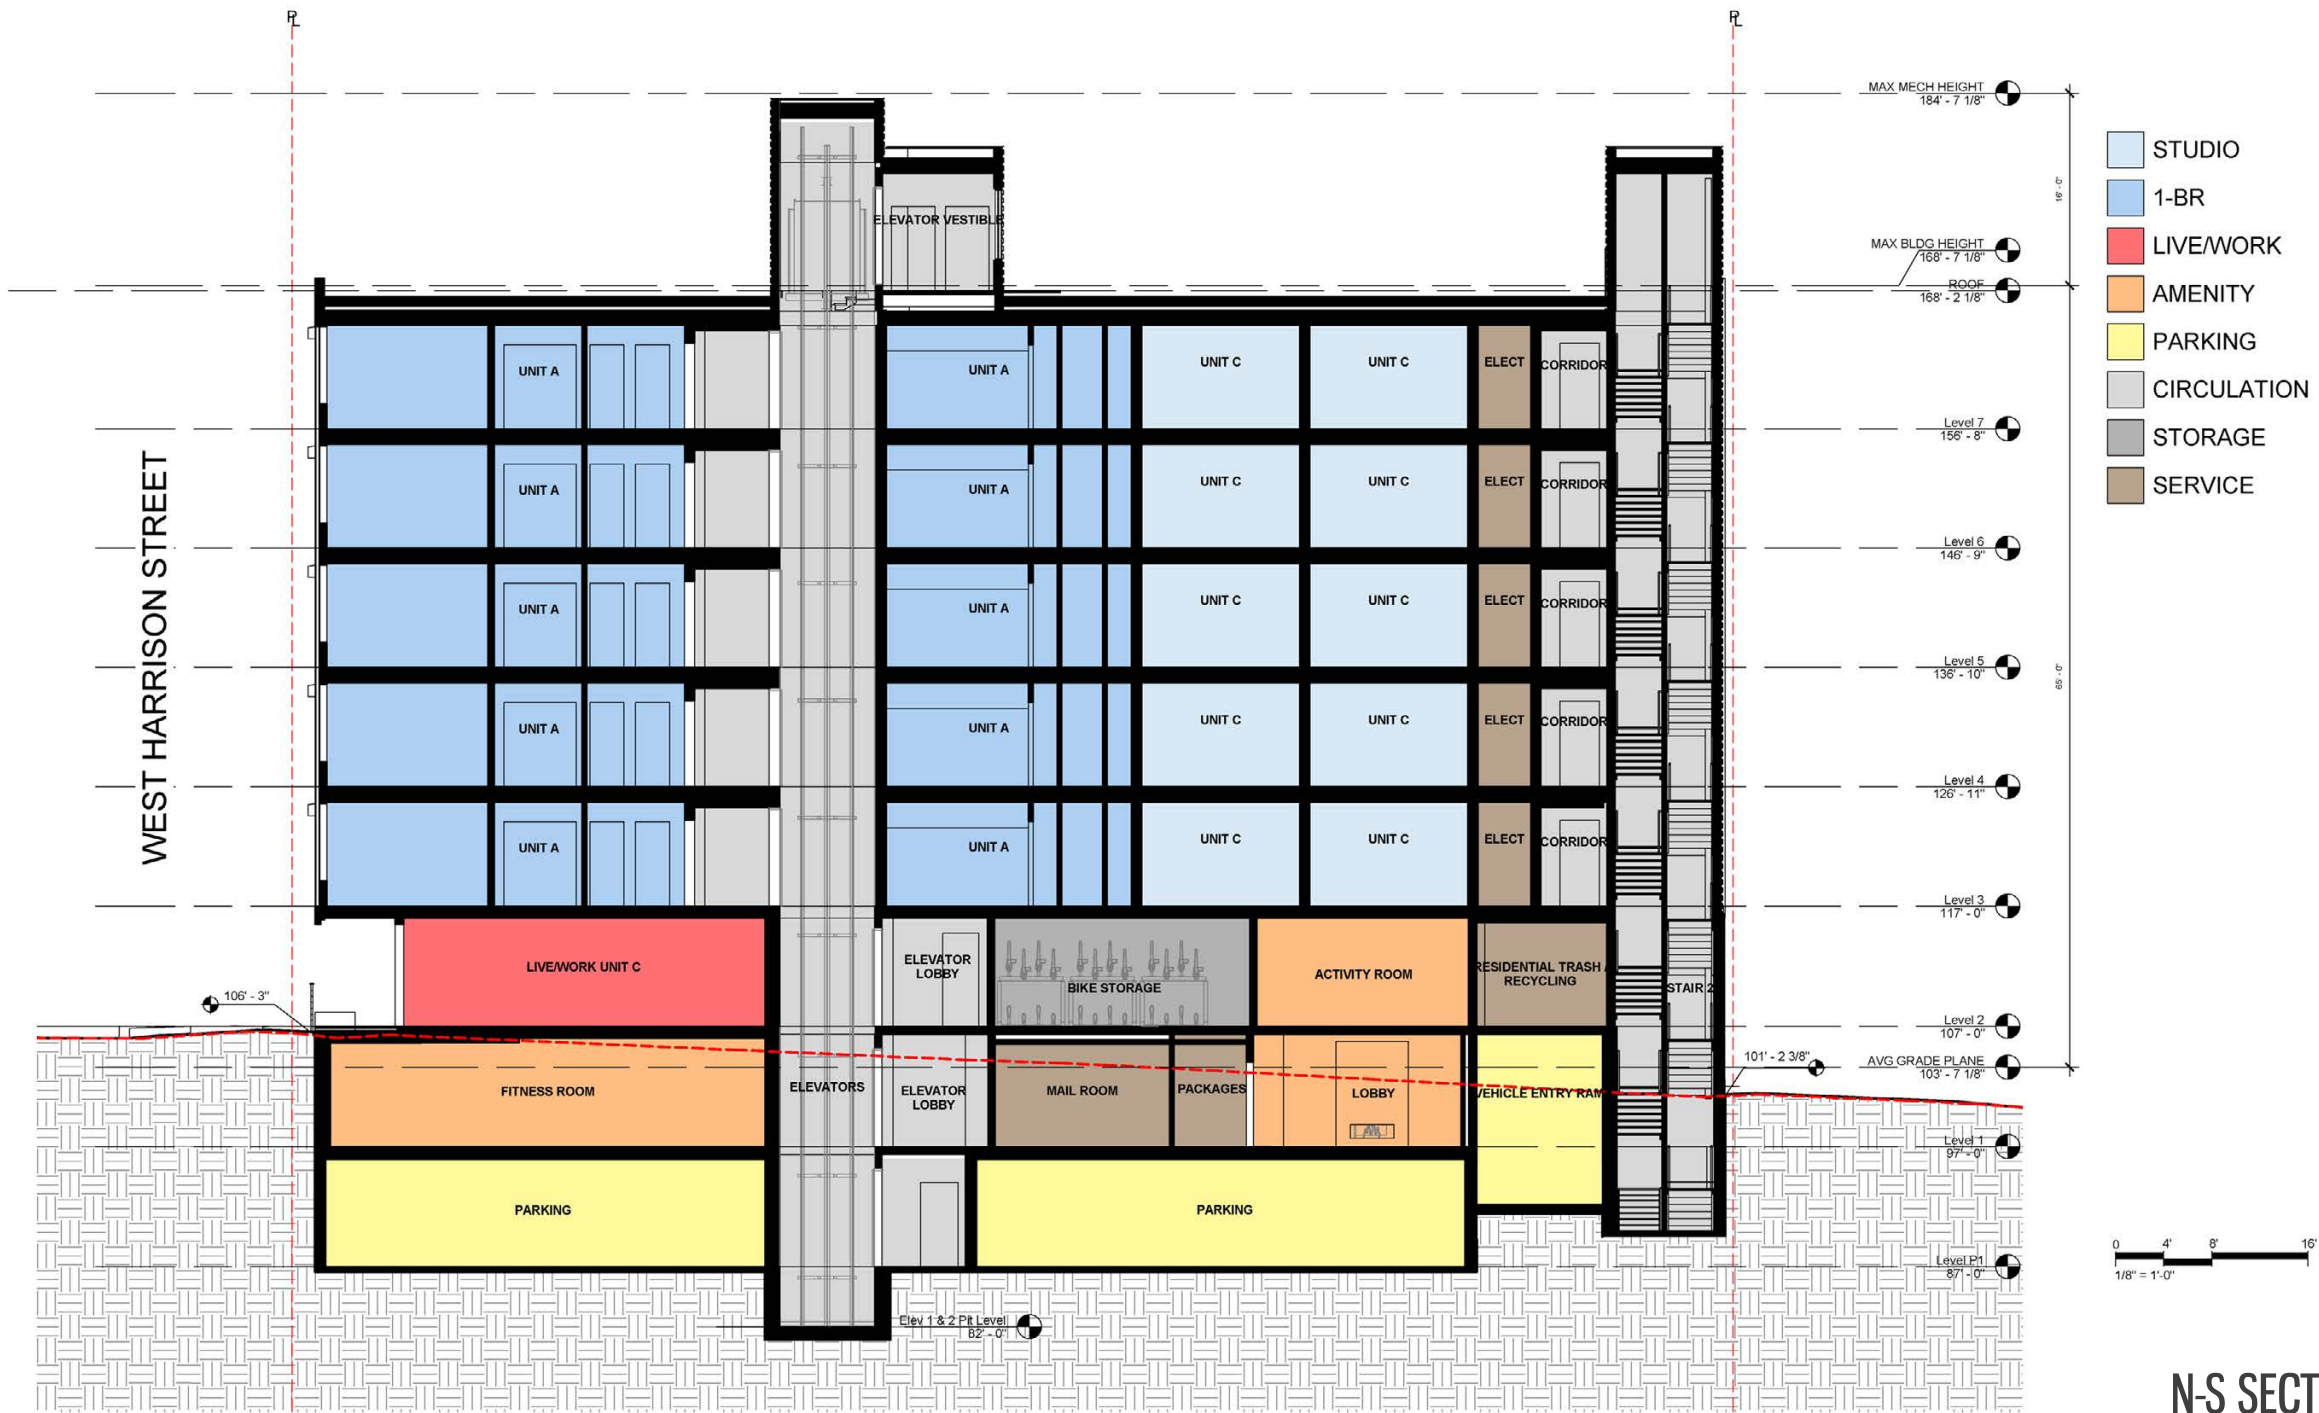 PL
PL
MAX MECH HEIGHT
184' - 7 1/8"
16' - 0"
MAX BLDG HEIGHT
168' - 7 1/8"
ROOF
168' - 2 1/8"
STUDIO
1-BR
LIVE/WORK
AMENITY
PARKING
CIRCULATION
STORAGE
SERVICE
WEST HARRISON STREET
ELEVATOR VESTIBLE
UNIT A
UNIT A
UNIT C
UNIT C
ELECT
CORRIDOR
Level 7
156' - 8"
UNIT A
UNIT A
UNIT C
UNIT C
ELECT
CORRIDOR
Level 6
146' - 9"
UNIT A
UNIT A
UNIT C
UNIT C
ELECT
CORRIDOR
Level 5
136' - 10"
65' - 0"
UNIT A
UNIT A
UNIT C
UNIT C
ELECT
CORRIDOR
Level 4
126' - 11"
UNIT A
UNIT A
UNIT C
UNIT C
ELECT
CORRIDOR
Level 3
117' - 0"
LIVE/WORK UNIT C
ELEVATOR
LOBBY
BIKE STORAGE
ACTIVITY ROOM
RESIDENTIAL TRASH /
RECYCLING
STAIR 2
106' - 3"
Level 2
107' - 0"
101' - 2 3/8"
AVG GRADE PLANE
103' - 7 1/8"
FITNESS ROOM
ELEVATORS
ELEVATOR
LOBBY
MAIL ROOM
PACKAGES
LOBBY
VEHICLE ENTRY RAM
Level 1
97' - 0"
PARKING
PARKING
Level P1
87' - 0"
0 4' 8' 16'
1/8" = 1'-0"
Elev 1 & 2 Pit Level
82' - 0"
N-S SECT